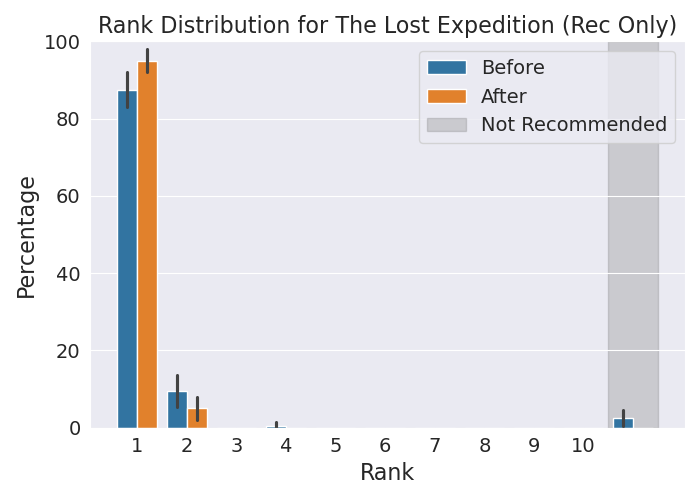 Rank Distribution for The Lost Expedition (Rec Only)
Percentage
100
80
60
40
20
0
Before
After
Not Recommended
1 2 3 4 5 6 7 8 9 10
Rank